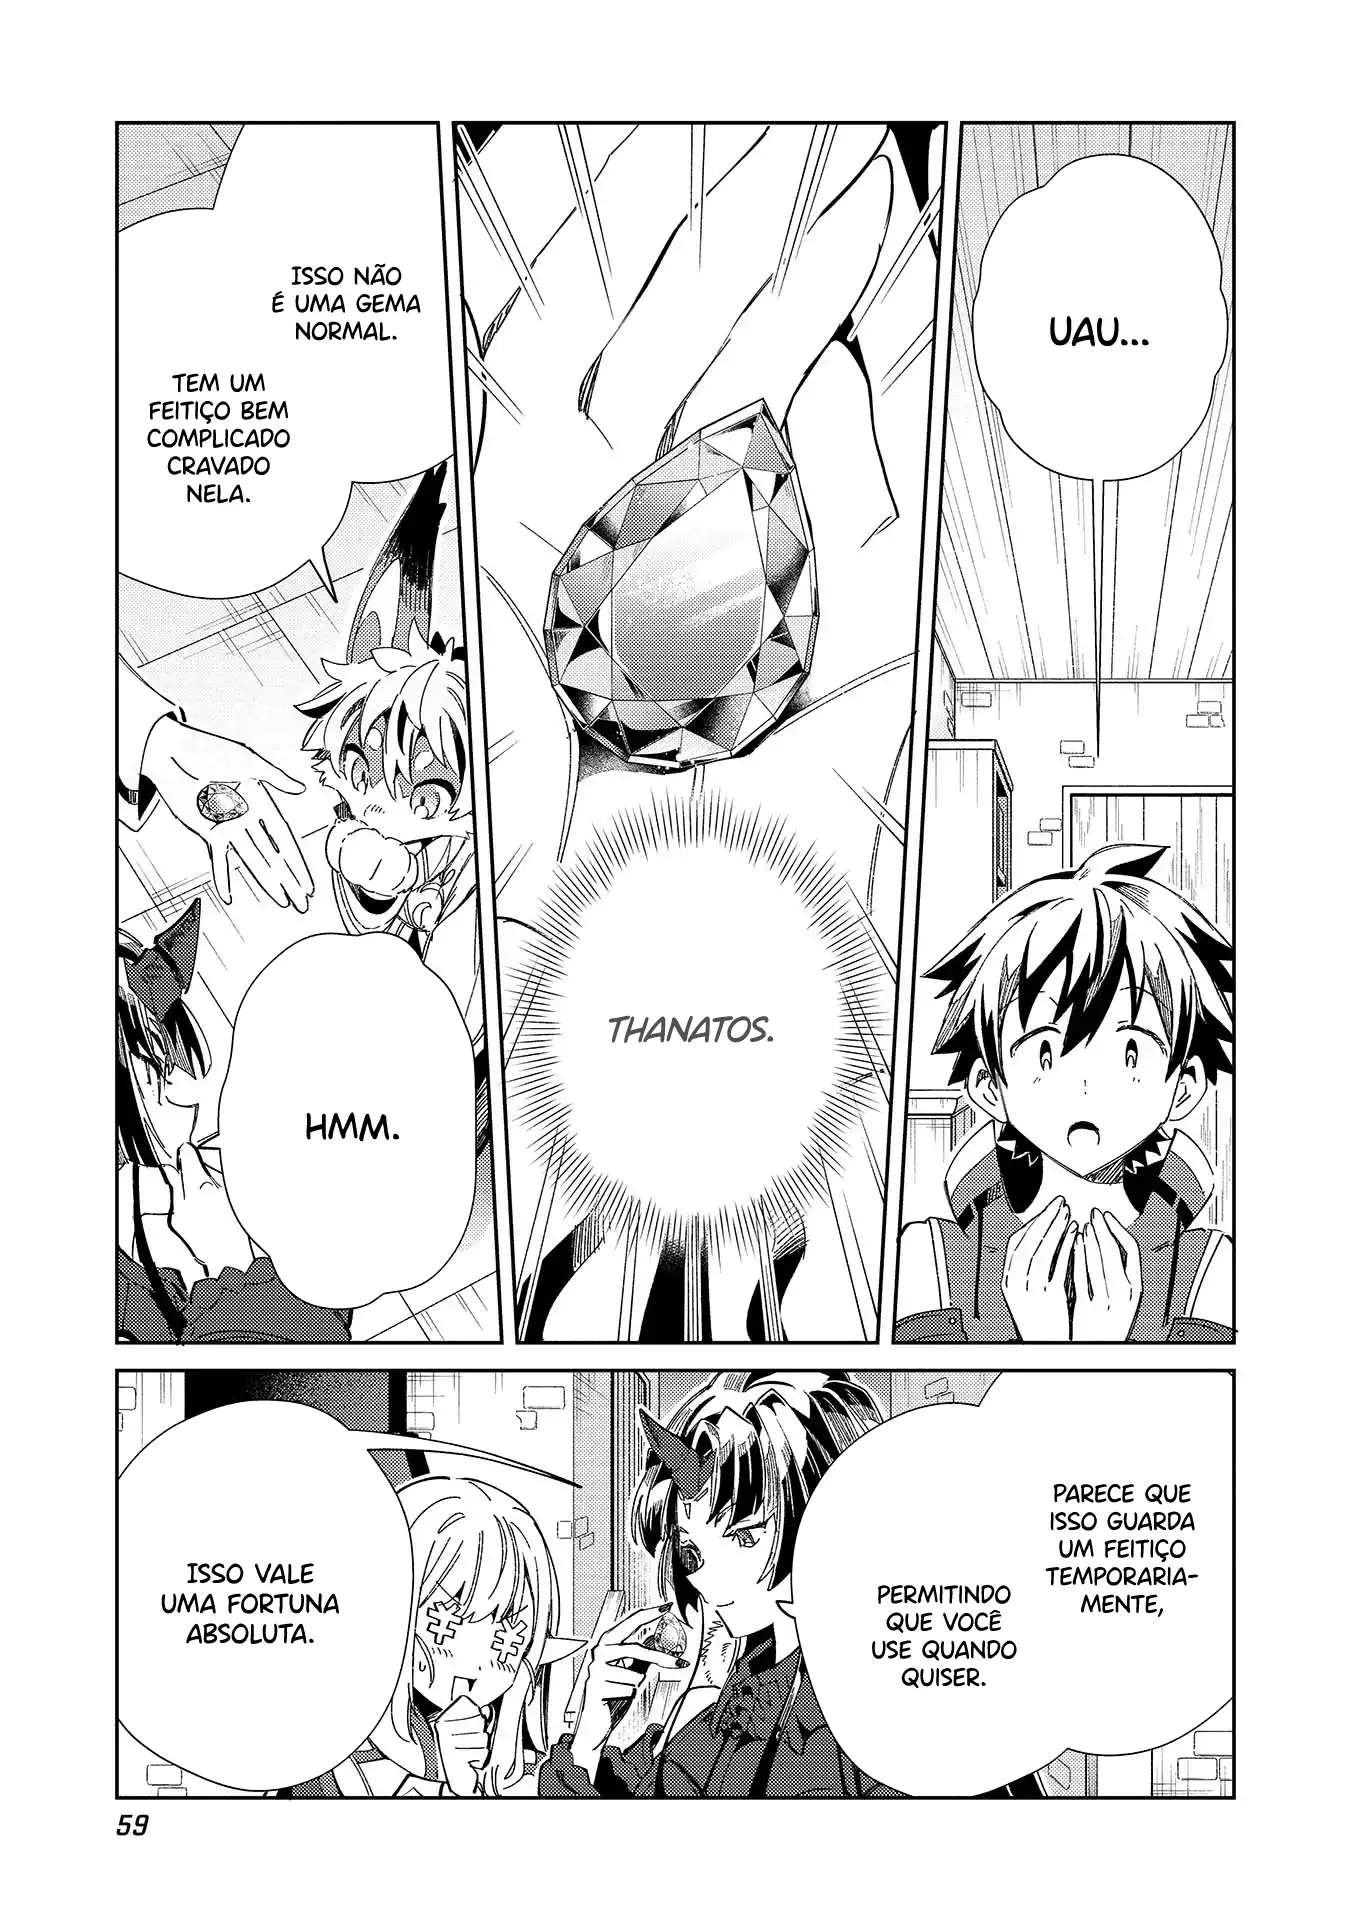 UAU...
THANATOS.
ISSO NÃO
É UMA GEMA
NORMAL.
TEM UM
FEITIÇO BEM
COMPLICADO
CRAVADO
NELA.
HMM.
PARECE QUE
ISSO GUARDA
UM FEITIÇO
TEMPORARIA-
MENTE,
PERMITINDO
QUE VOCÊ
USE QUANDO
QUISER.
ISSO VALE
UMA FORTUNA
ABSOLUTA.
59